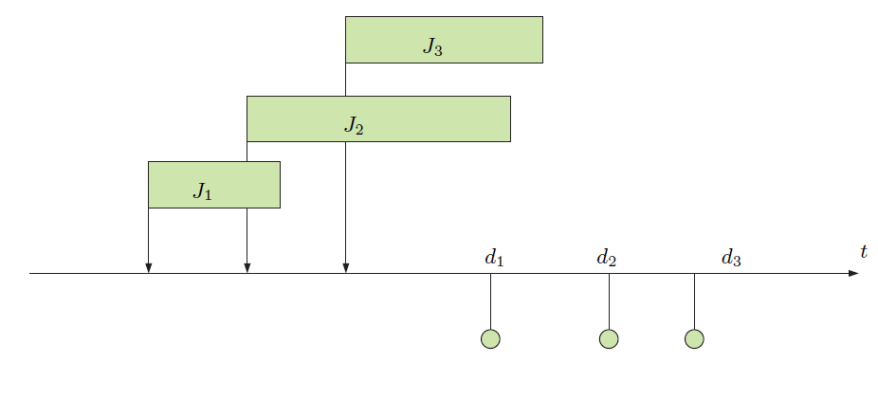 J₃
J₂
J₁
d₁ d₂ d₃ t